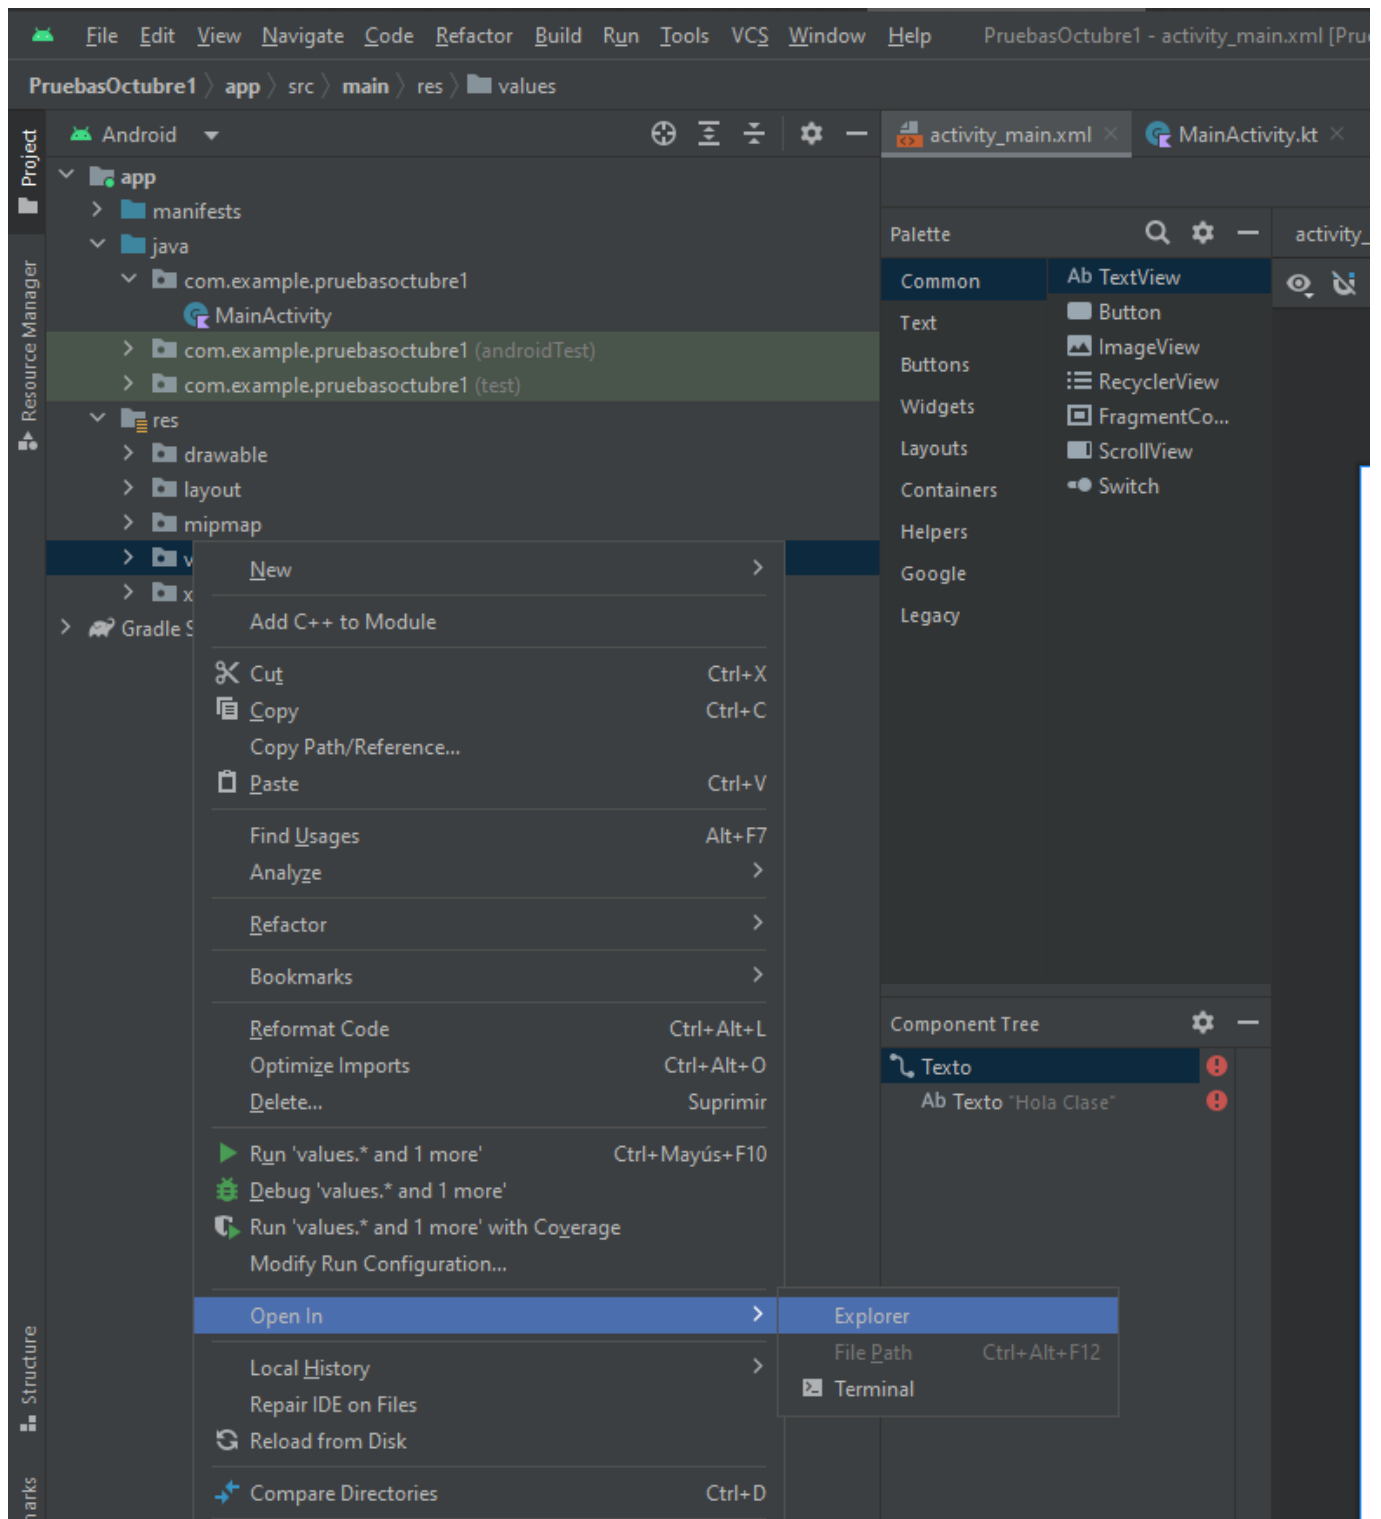 File Edit View Navigate Code Refactor Build Run Tools VCS Window Help PruebasOctubre1 - activity_main.xml [Pru
PruebasOctubre1 app src main res values
Project
Resource Manager
Structure
Android
app
manifests
java
com.example.pruebasoctubre1
MainActivity
com.example.pruebasoctubre1 (androidTest)
com.example.pruebasoctubre1 (test)
res
drawable
layout
mipmap
v
x
Gradle S
New
Add C++ to Module
Cut Ctrl+X
Copy Ctrl+C
Copy Path/Reference...
Paste Ctrl+V
Find Usages Alt+F7
Analyze
Refactor
Bookmarks
Reformat Code Ctrl+Alt+L
Optimize Imports Ctrl+Alt+O
Delete... Suprimir
Run 'values.* and 1 more' Ctrl+Mayús+F10
Debug 'values.* and 1 more'
Run 'values.* and 1 more' with Coverage
Modify Run Configuration...
Open In
Local History
Repair IDE on Files
Reload from Disk
Compare Directories Ctrl+D
Explorer
File Path Ctrl+Alt+F12
Terminal
activity_main.xml MainActivity.kt
Palette
activity_
Common
Text
Buttons
Widgets
Layouts
Containers
Helpers
Google
Legacy
Ab TextView
Button
ImageView
RecyclerView
FragmentCo...
ScrollView
Switch
Component Tree
Texto
Ab Texto "Hola Clase"